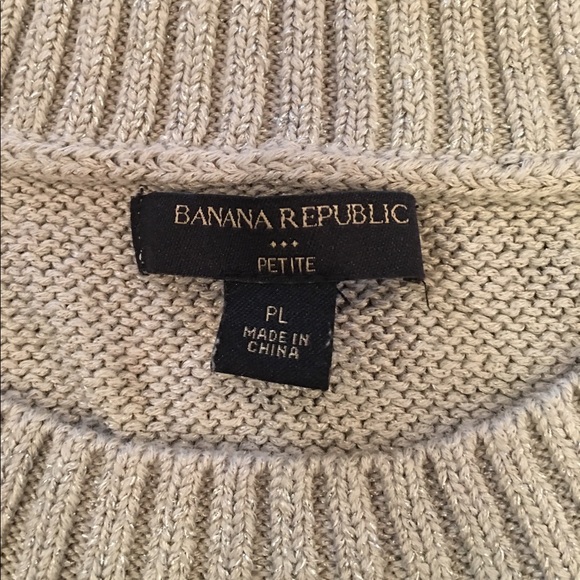 BANANA REPUBLIC
PETITE
PL
MADE IN
CHINA